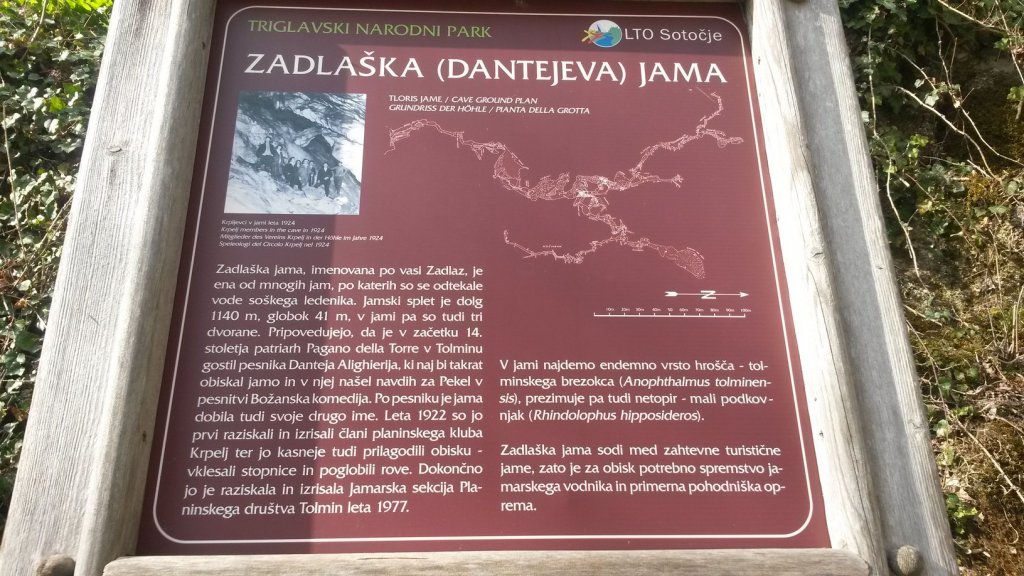 TRIGLAVSKI NARODNI PARK
LTO Sotočje
ZADLAŠKA (DANTEJEVA) JAMA
TLORIS JAME / CAVE GROUND PLAN
GRUNDRISS DER HÖHLE / PIANTA DELLA GROTTA
Krpljevci v jami leta 1924
Krpelj members in the cave in 1924
Mitglieder des Vereins Krpelj in der Höhle im Jahre 1924
Speleologi del Circolo Krpelj nel 1924
Zadlaška jama, imenovana po vasi Zadlaz, je
ena od mnogih jam, po katerih so se odtekale
vode soškega ledenika. Jamski splet je dolg
1140 m, globok 41 m, v jami pa so tudi tri
dvorane. Pripovedujejo, da je v začetku 14.
stoletja patriarh Pagano della Torre v Tolminu
gostil pesnika Danteja Alighierija, ki naj bi takrat
obiskal jamo in v njej našel navdih za Pekel v
pesnitvi Božanska komedija. Po pesniku je jama
dobila tudi svoje drugo ime. Leta 1922 so jo
prvi raziskali in izrisali člani planinskega kluba
Krpelj ter jo kasneje tudi prilagodili obisku -
vklesali stopnice in poglobili rove. Dokončno
jo je raziskala in izrisala Jamarska sekcija Pla-
ninskega društva Tolmin leta 1977.
N
V jami najdemo endemno vrsto hrošča - tol-
minskega brezokca (Anophthalmus tolminen-
sis), prezimuje pa tudi netopir - mali podkov-
njak (Rhindolophus hipposideros).
Zadlaška jama sodi med zahtevne turistične
jame, zato je za obisk potrebno spremstvo ja-
marskega vodnika in primerna pohodniška op-
rema.